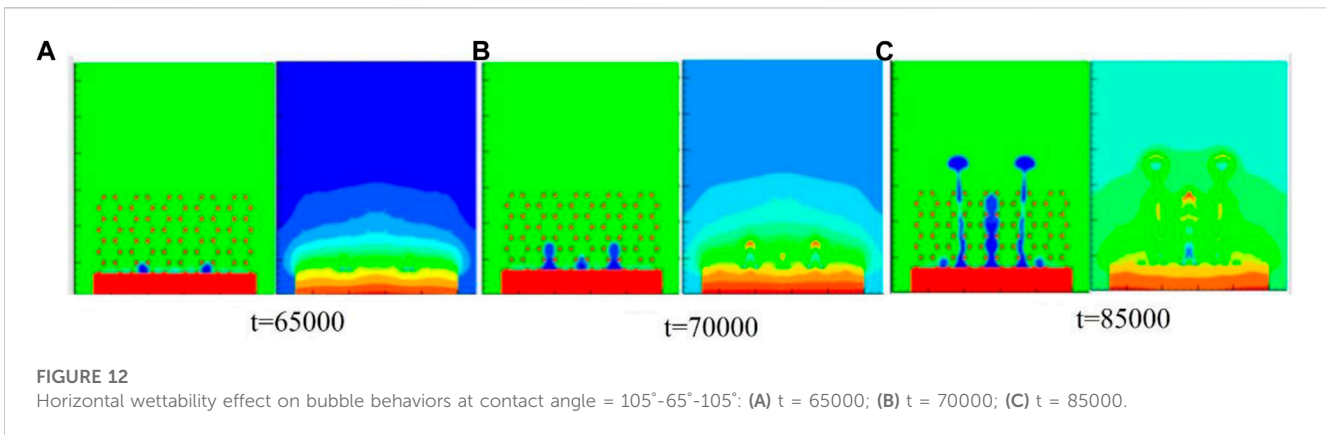 A
B
C
t=65000
t=70000
t=85000
FIGURE 12
Horizontal wettability effect on bubble behaviors at contact angle = 105°-65°-105°: (A) t = 65000; (B) t = 70000; (C) t = 85000.